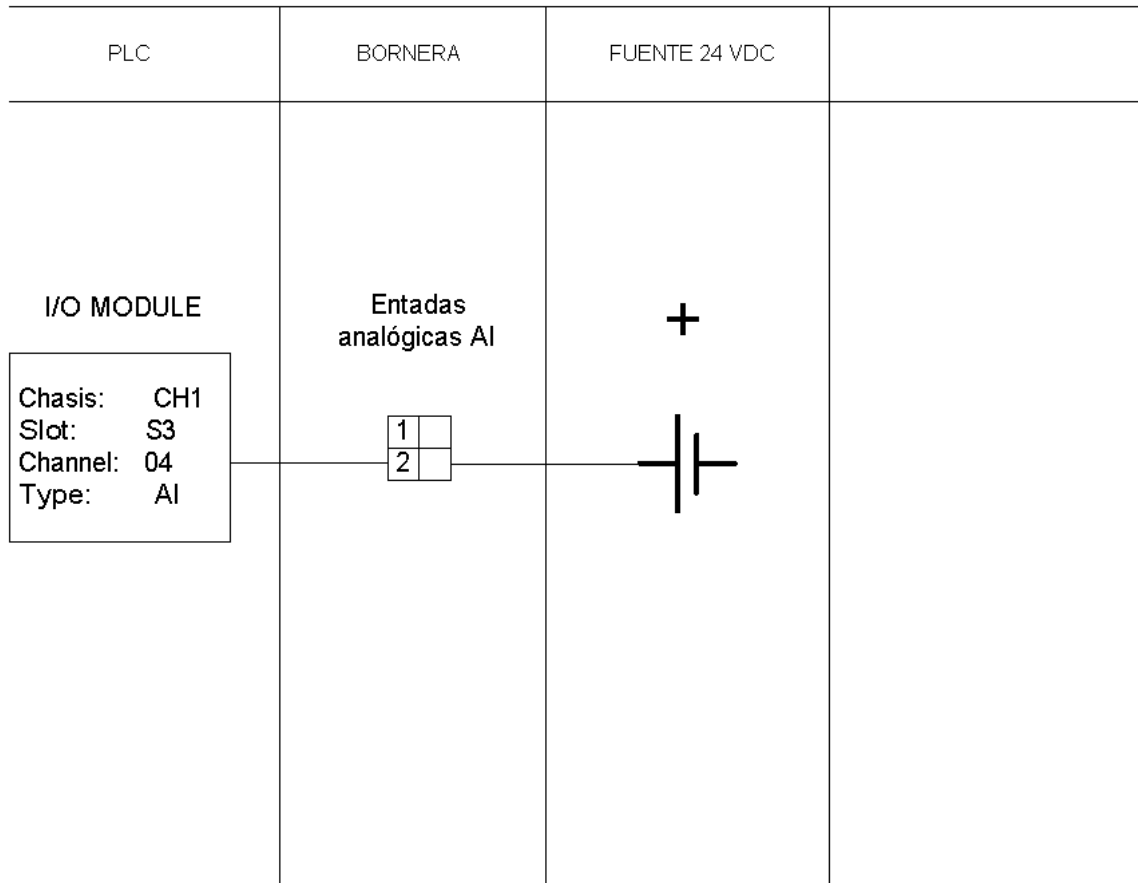 PLC
BORNERA
FUENTE 24 VDC
I/O MODULE
Chasis: CH1
Slot: S3
Channel: 04
Type: AI
Entadas
analógicas AI
1
2
+